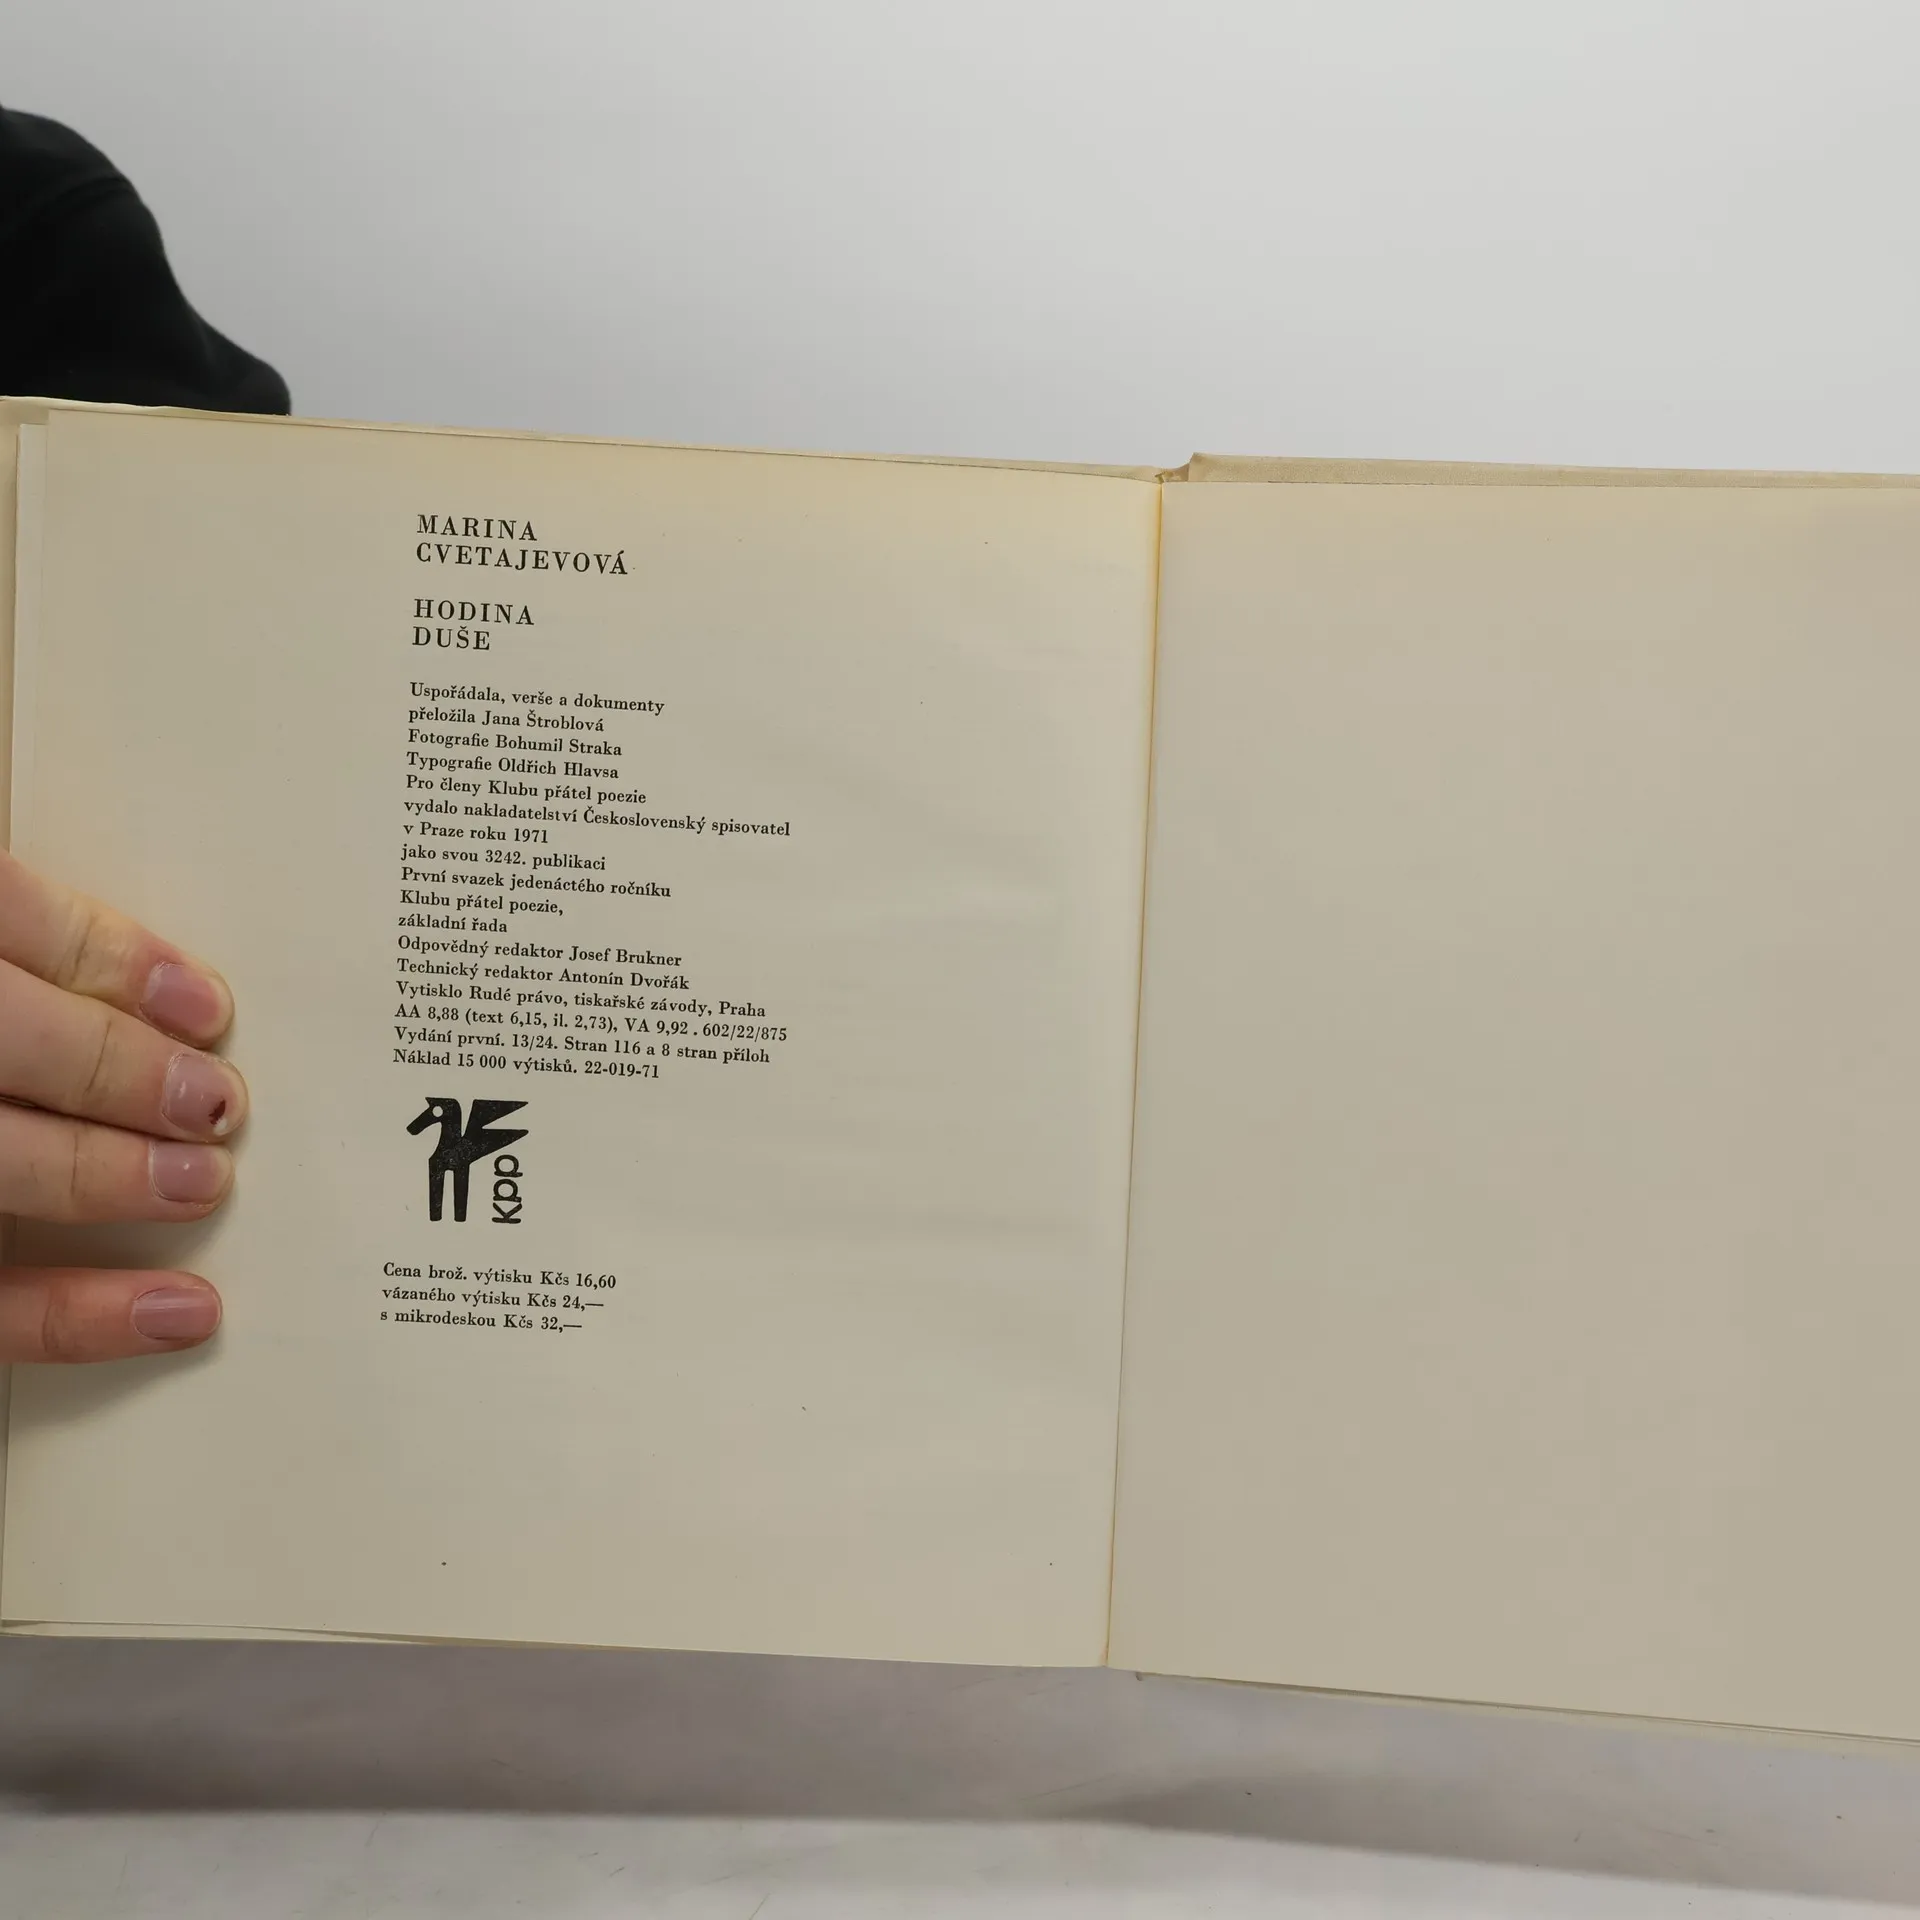 MARINA
CVETAJEVOVÁ
HODINA
DUŠE
Uspořádala, verše a dokumenty
přeložila Jana Štroblová
Fotografie Bohumil Straka
Typografie Oldřich Hlavsa
Pro členy Klubu přátel poezie
vydalo nakladatelství Československý spisovatel
v Praze roku 1971
jako svou 3242. publikaci
První svazek jedenáctého ročníku
Klubu přátel poezie,
základní řada
Odpovědný redaktor Josef Brukner
Technický redaktor Antonín Dvořák
Vytisklo Rudé právo, tiskařské závody, Praha
AA 8,88 (text 6,15, il. 2,73), VA 9,92 . 602/22/875
Vydání první. 13/24. Stran 116 a 8 stran příloh
Náklad 15 000 výtisků. 22-019-71
kpp
Cena brož. výtisku Kčs 16,60
vázaného výtisku Kčs 24,—
s mikrodeskou Kčs 32,—